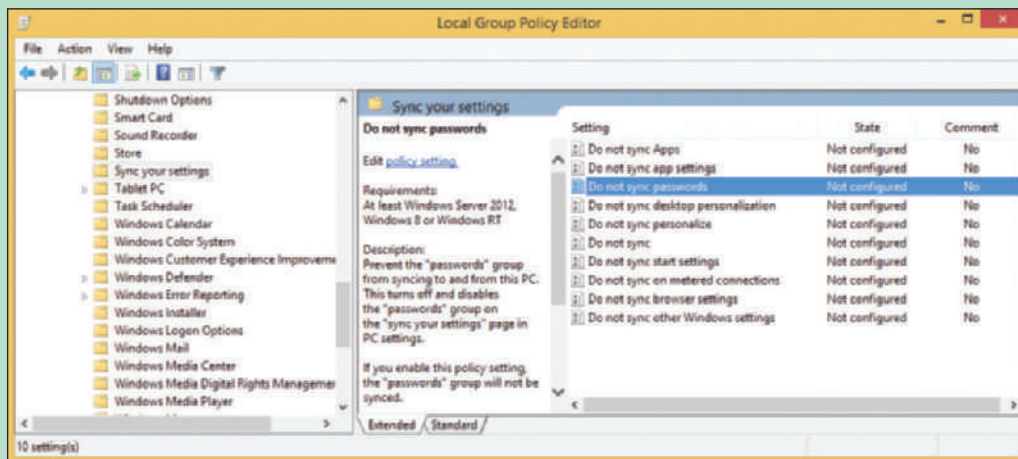 Local Group Policy Editor
File Action View Help
Shutdown Options
Smart Card
Sound Recorder
Store
Sync your settings
Tablet PC
Task Scheduler
Windows Calendar
Windows Color System
Windows Customer Experience Improveme
Windows Defender
Windows Error Reporting
Windows Installer
Windows Logon Options
Windows Mail
Windows Media Center
Windows Media Digital Rights Managemer
Windows Media Player
Sync your settings
Do not sync passwords
Edit policy setting.
Requirements:
At least Windows Server 2012,
Windows 8 or Windows RT
Description:
Prevent the "passwords" group
from syncing to and from this PC.
This turns off and disables
the "passwords" group on
the "sync your settings" page in
PC settings.
If you enable this policy setting,
the "passwords" group will not be
synced.
Setting State Comment
Do not sync Apps Not configured No
Do not sync app settings Not configured No
Do not sync passwords Not configured No
Do not sync desktop personalization Not configured No
Do not sync personalize Not configured No
Do not sync Not configured No
Do not sync start settings Not configured No
Do not sync on metered connections Not configured No
Do not sync browser settings Not configured No
Do not sync other Windows settings Not configured No
Extended Standard
10 setting(s)